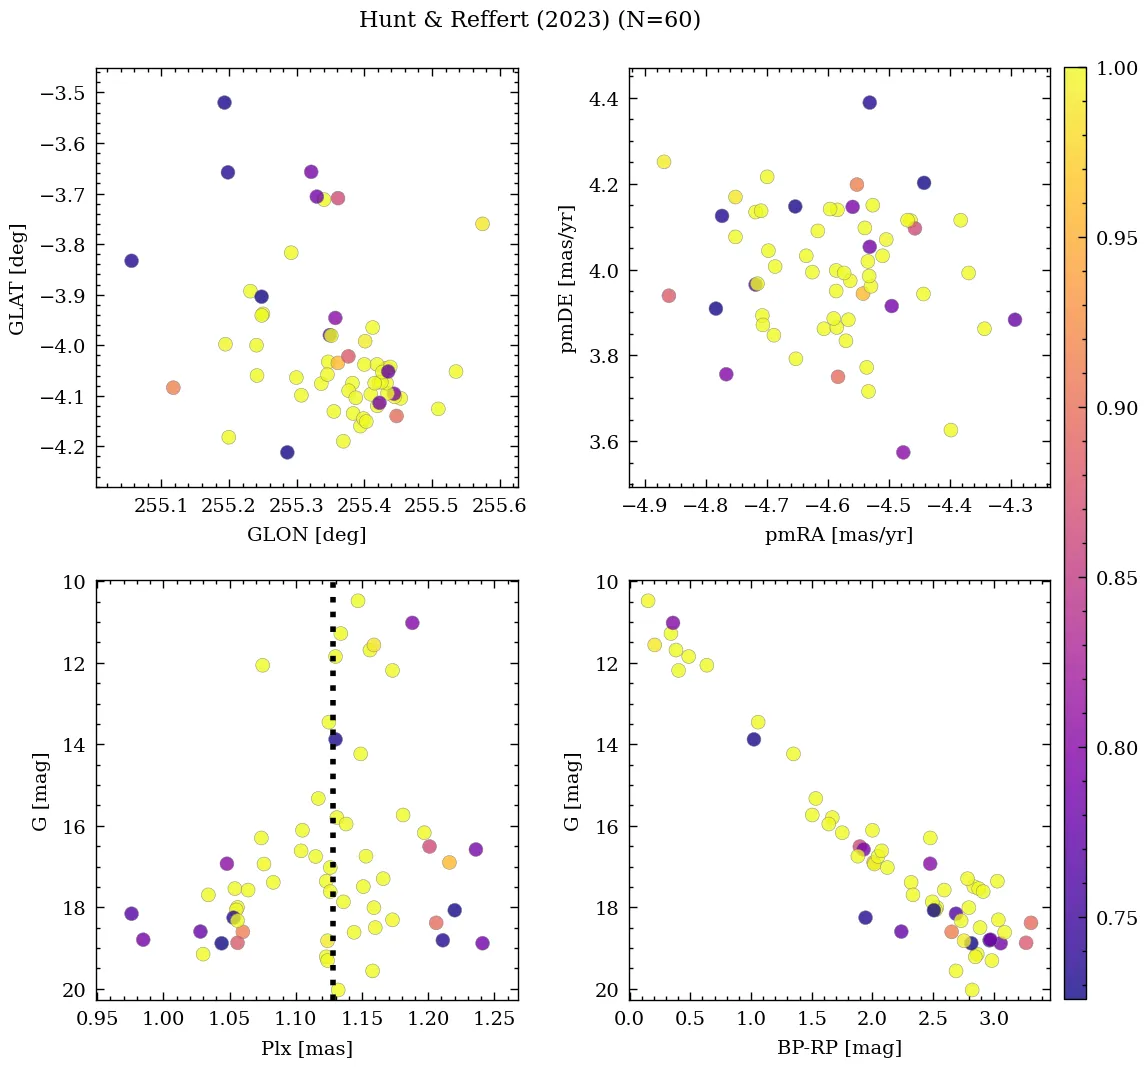 Hunt & Reffert (2023) (N=60)
−3.5
−3.6
−3.7
−3.8
−3.9
−4.0
−4.1
−4.2
GLAT [deg]
255.1 255.2 255.3 255.4 255.5 255.6
GLON [deg]
4.4
4.2
4.0
3.8
3.6
pmDE [mas/yr]
−4.9 −4.8 −4.7 −4.6 −4.5 −4.4 −4.3
pmRA [mas/yr]
10
12
14
16
18
20
G [mag]
0.95 1.00 1.05 1.10 1.15 1.20 1.25
Plx [mas]
10
12
14
16
18
20
G [mag]
0.0 0.5 1.0 1.5 2.0 2.5 3.0
BP-RP [mag]
1.00
0.95
0.90
0.85
0.80
0.75